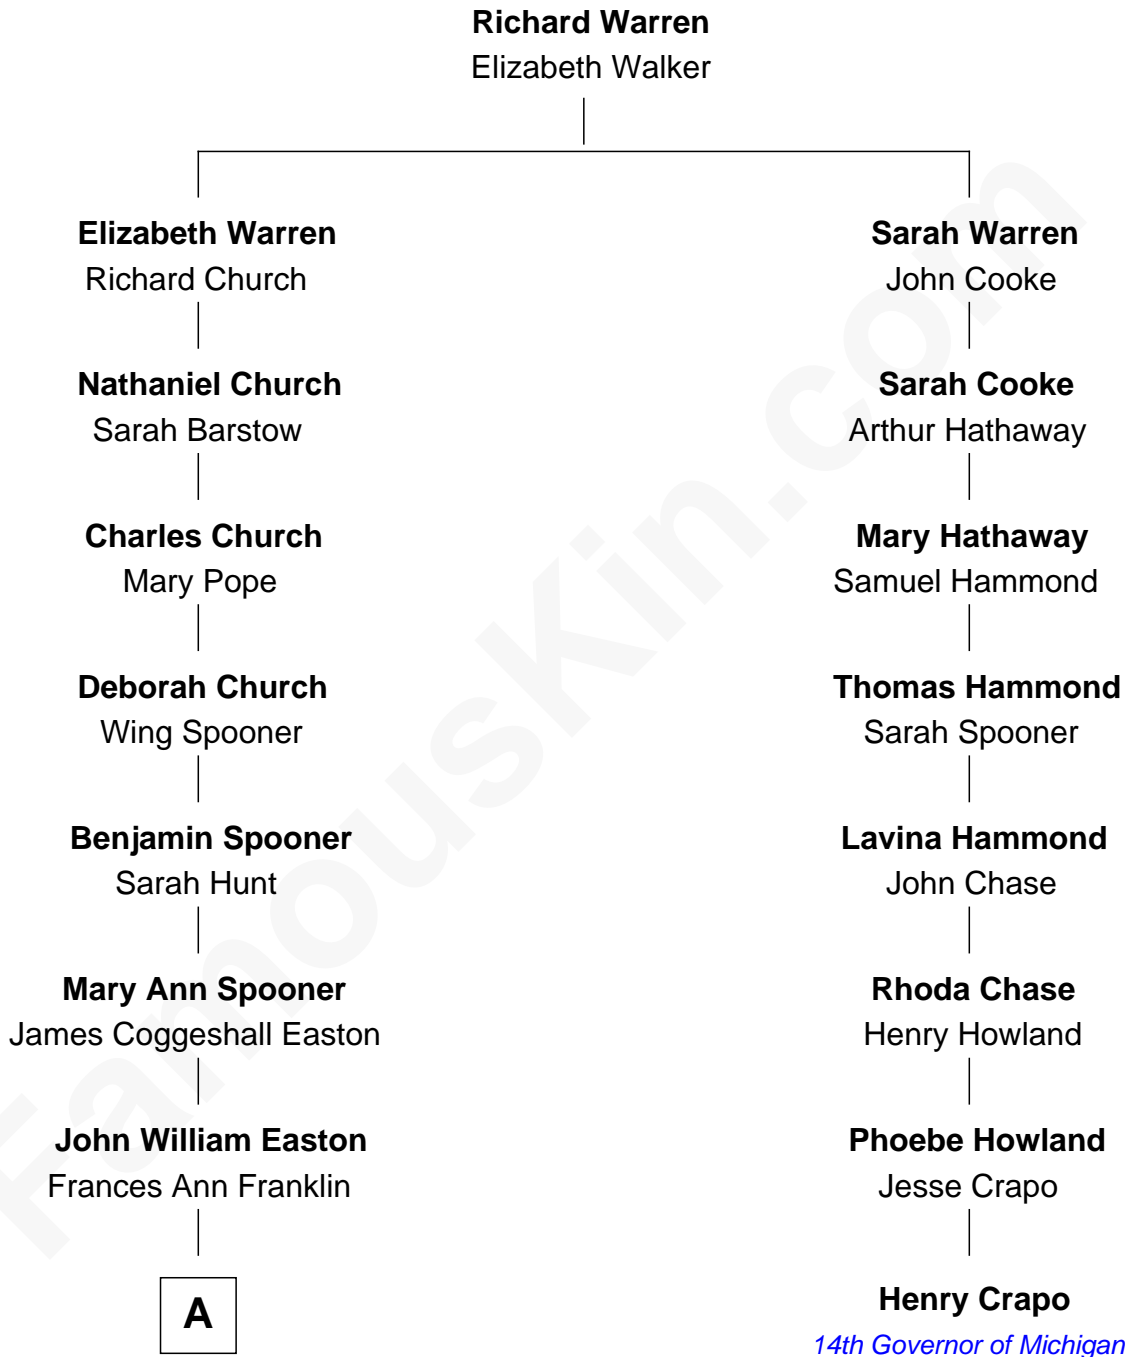 Richard Warren
Elizabeth Walker
Elizabeth Warren
Richard Church
Nathaniel Church
Sarah Barstow
Charles Church
Mary Pope
Deborah Church
Wing Spooner
Benjamin Spooner
Sarah Hunt
Mary Ann Spooner
James Coggeshall Easton
John William Easton
Frances Ann Franklin
A
Sarah Warren
John Cooke
Sarah Cooke
Arthur Hathaway
Mary Hathaway
Samuel Hammond
Thomas Hammond
Sarah Spooner
Lavina Hammond
John Chase
Rhoda Chase
Henry Howland
Phoebe Howland
Jesse Crapo
Henry Crapo
14th Governor of Michigan
FamousKin.com